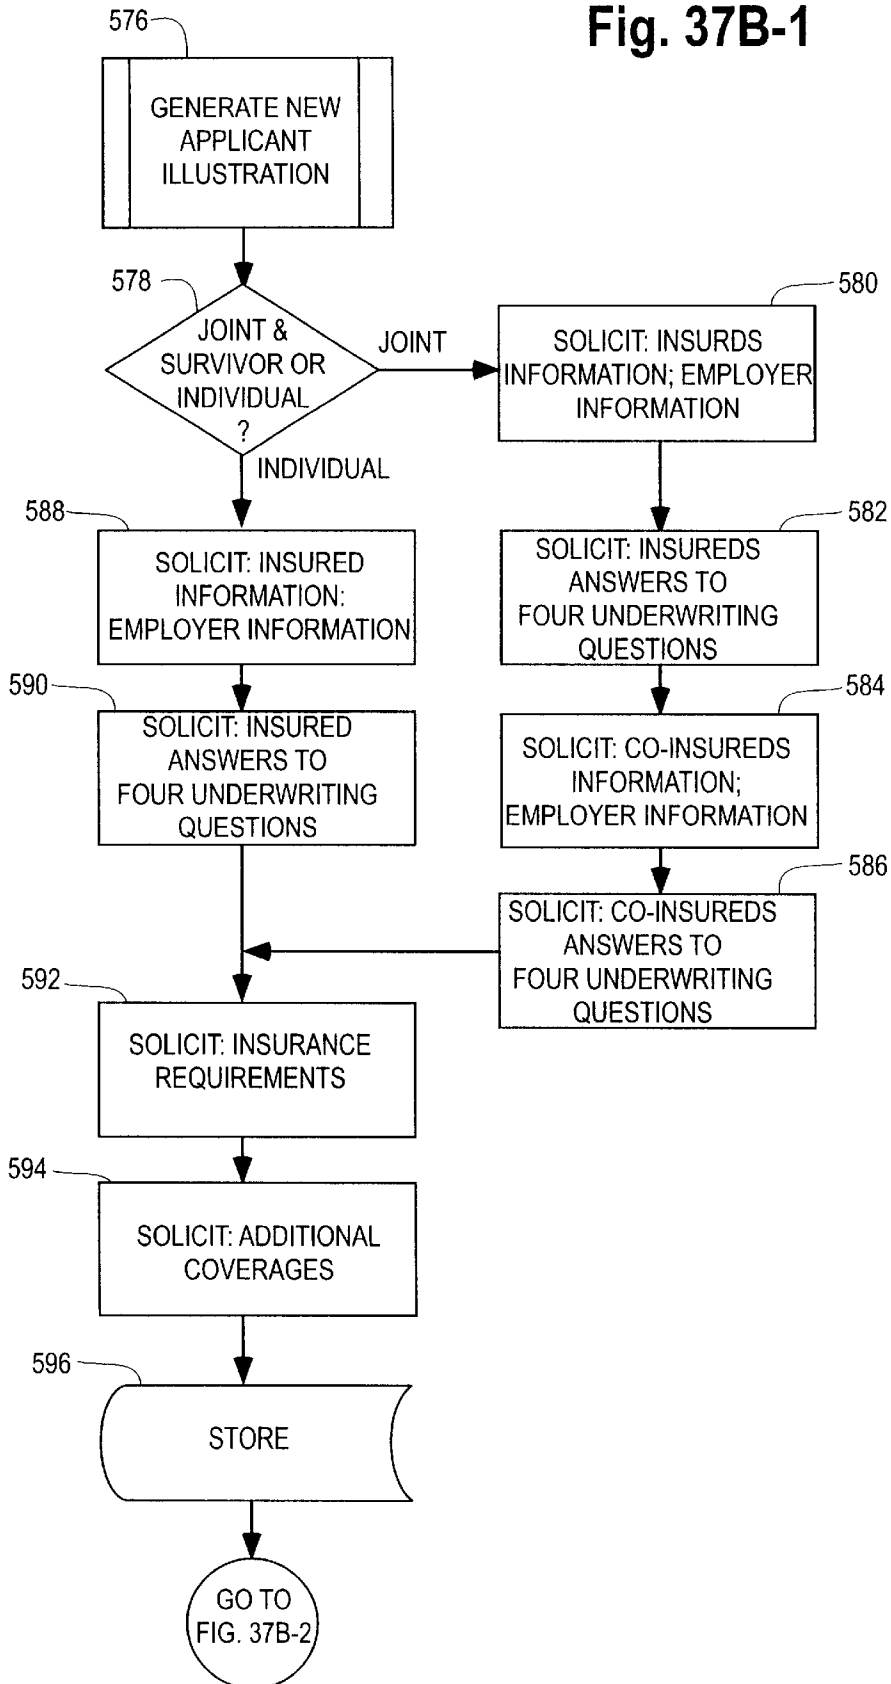 Fig. 37B-1
576
GENERATE NEW
APPLICANT
ILLUSTRATION
578
JOINT &
SURVIVOR OR
INDIVIDUAL
?
JOINT
INDIVIDUAL
580
SOLICIT: INSURDS
INFORMATION; EMPLOYER
INFORMATION
582
SOLICIT: INSUREDS
ANSWERS TO
FOUR UNDERWRITING
QUESTIONS
584
SOLICIT: CO-INSUREDS
INFORMATION;
EMPLOYER INFORMATION
586
SOLICIT: CO-INSUREDS
ANSWERS TO
FOUR UNDERWRITING
QUESTIONS
588
SOLICIT: INSURED
INFORMATION:
EMPLOYER INFORMATION
590
SOLICIT: INSURED
ANSWERS TO
FOUR UNDERWRITING
QUESTIONS
592
SOLICIT: INSURANCE
REQUIREMENTS
594
SOLICIT: ADDITIONAL
COVERAGES
596
STORE
GO TO
FIG. 37B-2